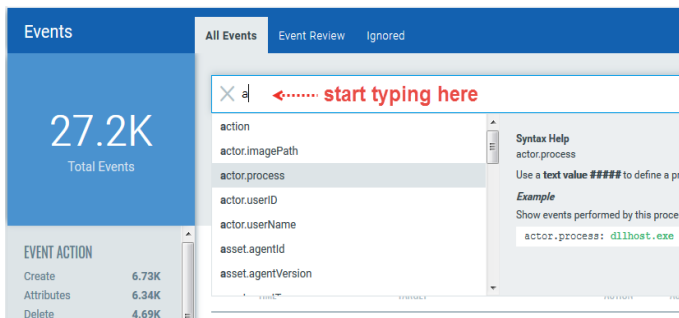 Events
All Events
Event Review
Ignored
27.2K
Total Events
a
start typing here
action
actor.imagePath
actor.process
actor.userID
actor.userName
asset.agentId
asset.agentVersion
Syntax Help
actor.process
Use a text value ##### to define a
Example
Show events performed by this
actor.process: dllhost.exe
EVENT ACTION
Create 6.73K
Attributes 6.34K
Delete 4.69K